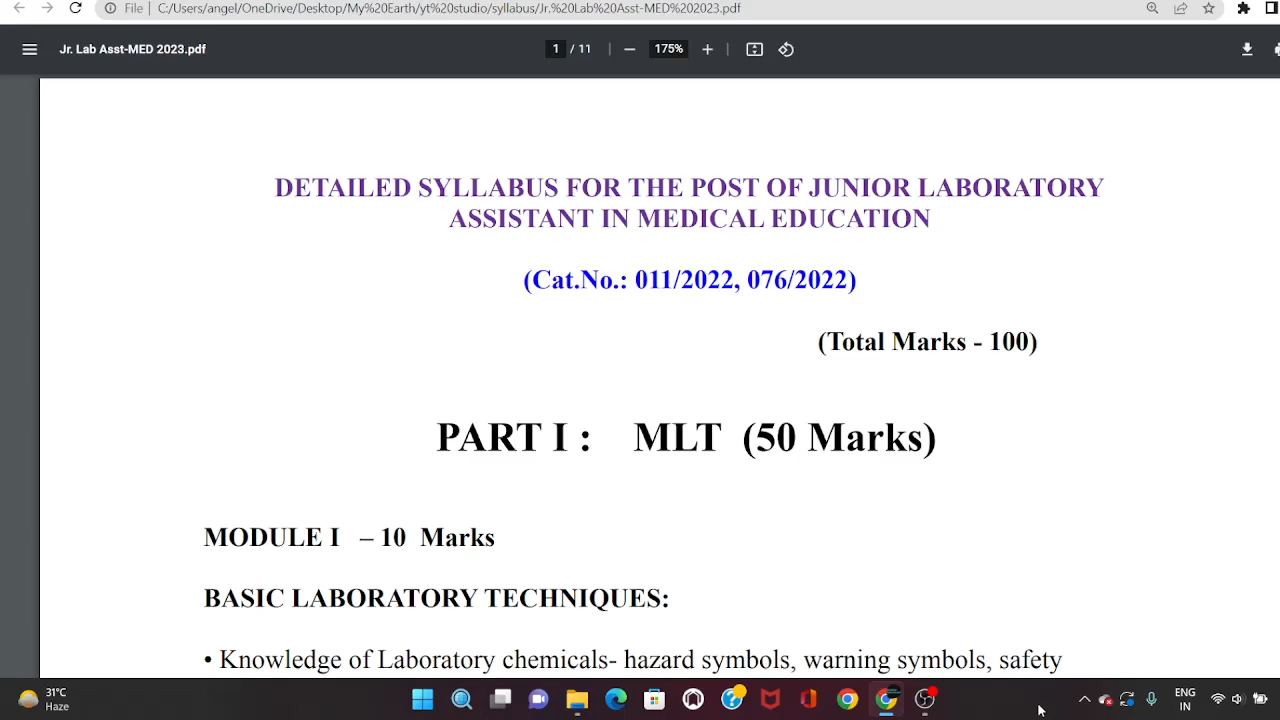 File | C:/Users/angel/OneDrive/Desktop/My%20Earth/yt%20studio/syllabus/Jr.%20Lab%20Asst-MED%202023.pdf
Jr. Lab Asst-MED 2023.pdf
1 / 11
175%
DETAILED SYLLABUS FOR THE POST OF JUNIOR LABORATORY
ASSISTANT IN MEDICAL EDUCATION
(Cat.No.: 011/2022, 076/2022)
(Total Marks - 100)
PART I : MLT (50 Marks)
MODULE I – 10 Marks
BASIC LABORATORY TECHNIQUES:
• Knowledge of Laboratory chemicals- hazard symbols, warning symbols, safety
31°C
Haze
ENG
IN